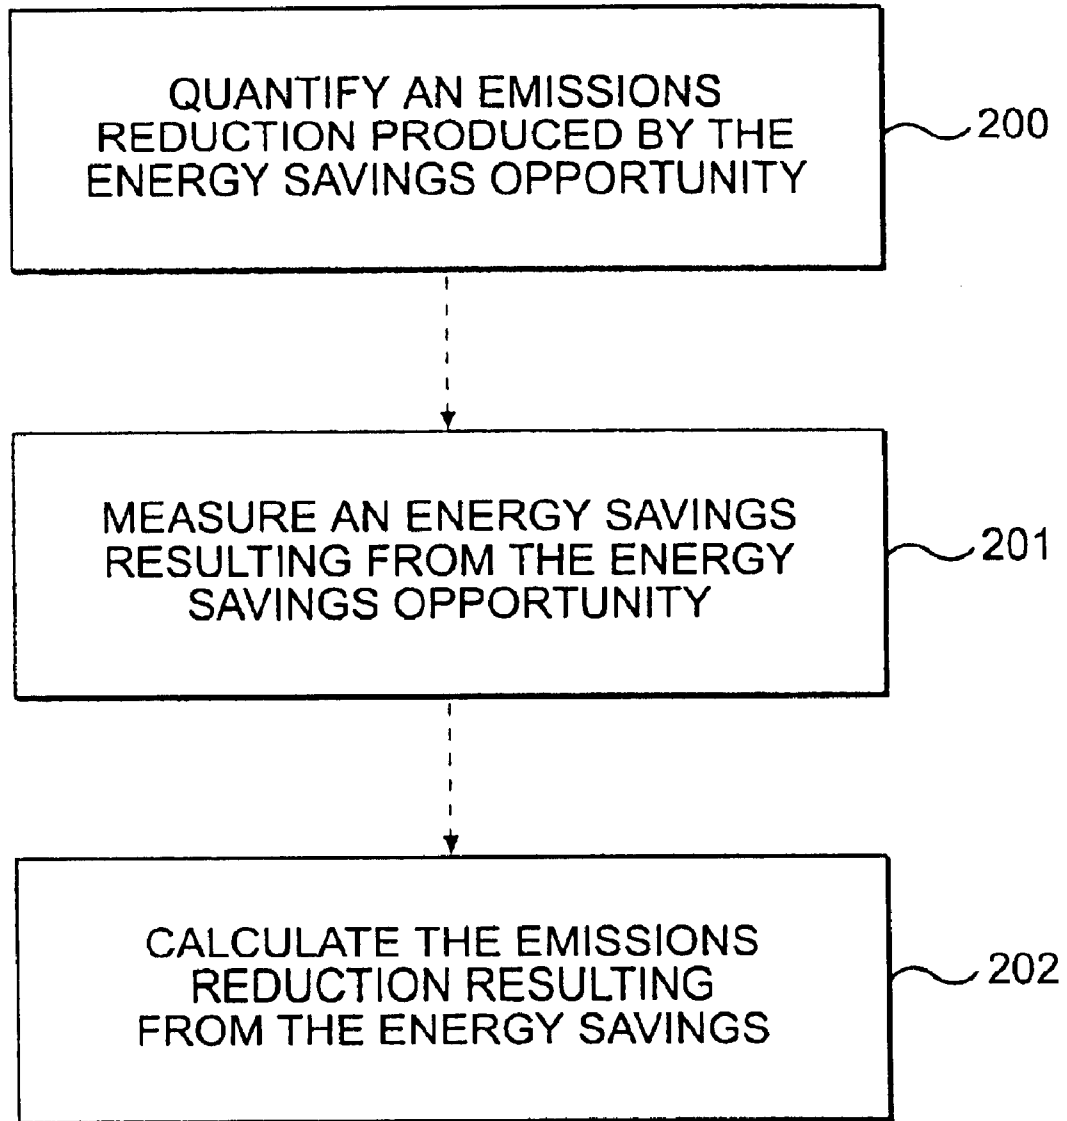 QUANTIFY AN EMISSIONS
REDUCTION PRODUCED BY THE
ENERGY SAVINGS OPPORTUNITY
200
MEASURE AN ENERGY SAVINGS
RESULTING FROM THE ENERGY
SAVINGS OPPORTUNITY
201
CALCULATE THE EMISSIONS
REDUCTION RESULTING
FROM THE ENERGY SAVINGS
202